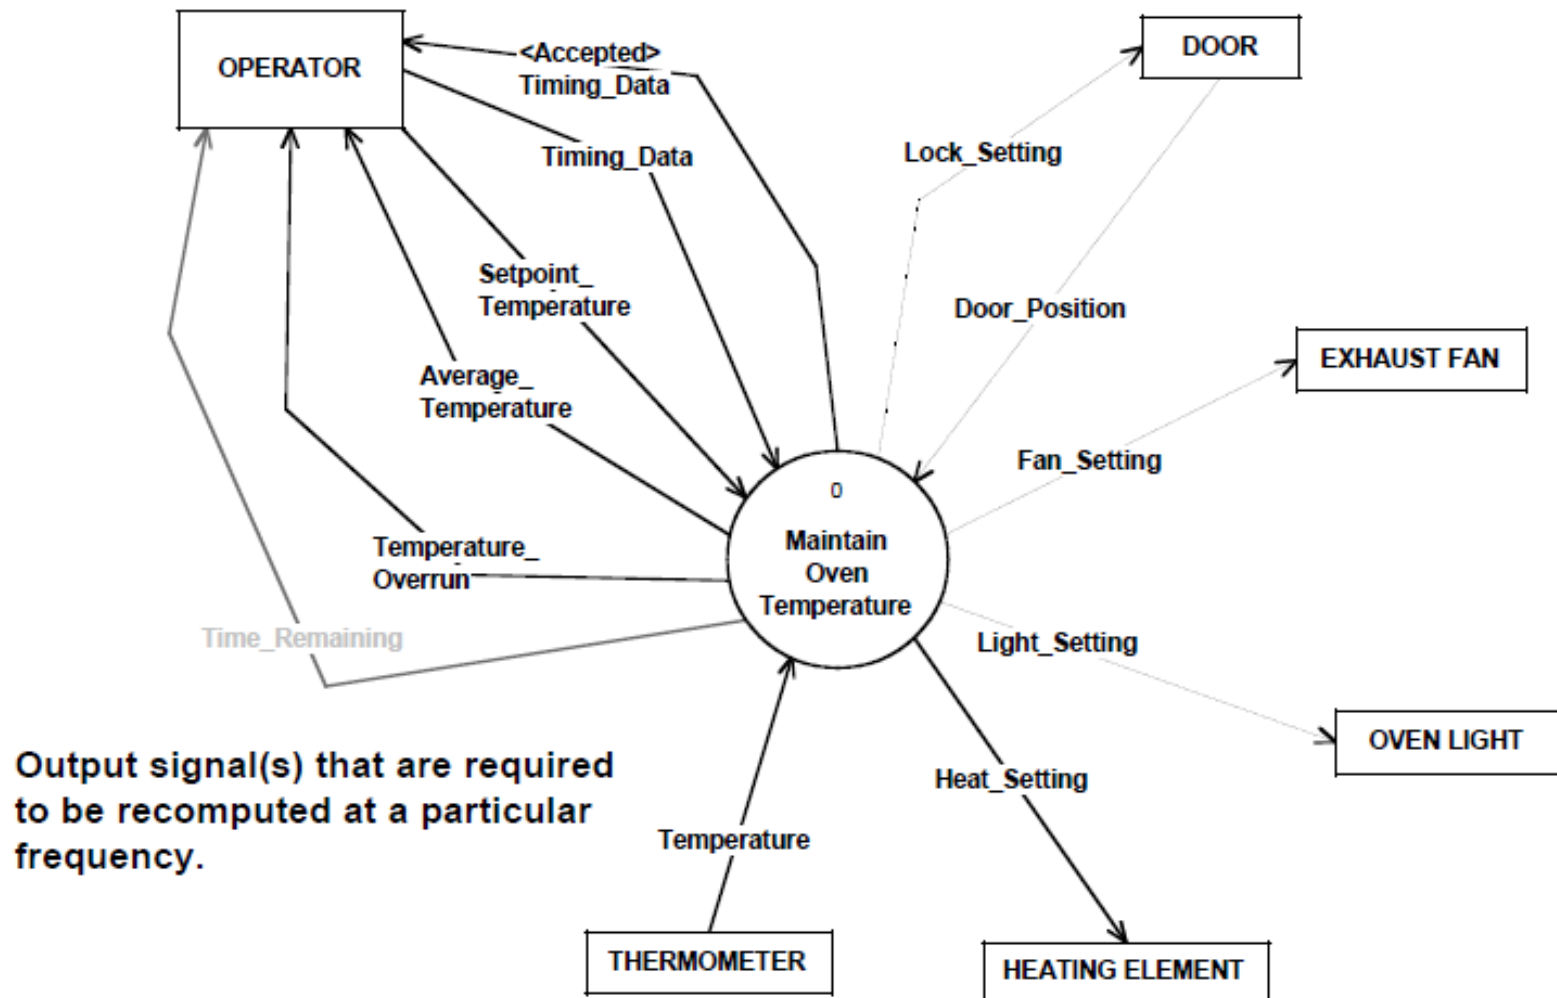 OPERATOR
<Accepted>
Timing_Data
DOOR
Timing_Data
Lock_Setting
Setpoint_
Temperature
Door_Position
EXHAUST FAN
Average_
Temperature
Fan_Setting
0
Maintain
Oven
Temperature
Temperature_
Overrun
Time_Remaining
Light_Setting
OVEN LIGHT
Output signal(s) that are required
to be recomputed at a particular
frequency.
Heat_Setting
Temperature
THERMOMETER
HEATING ELEMENT